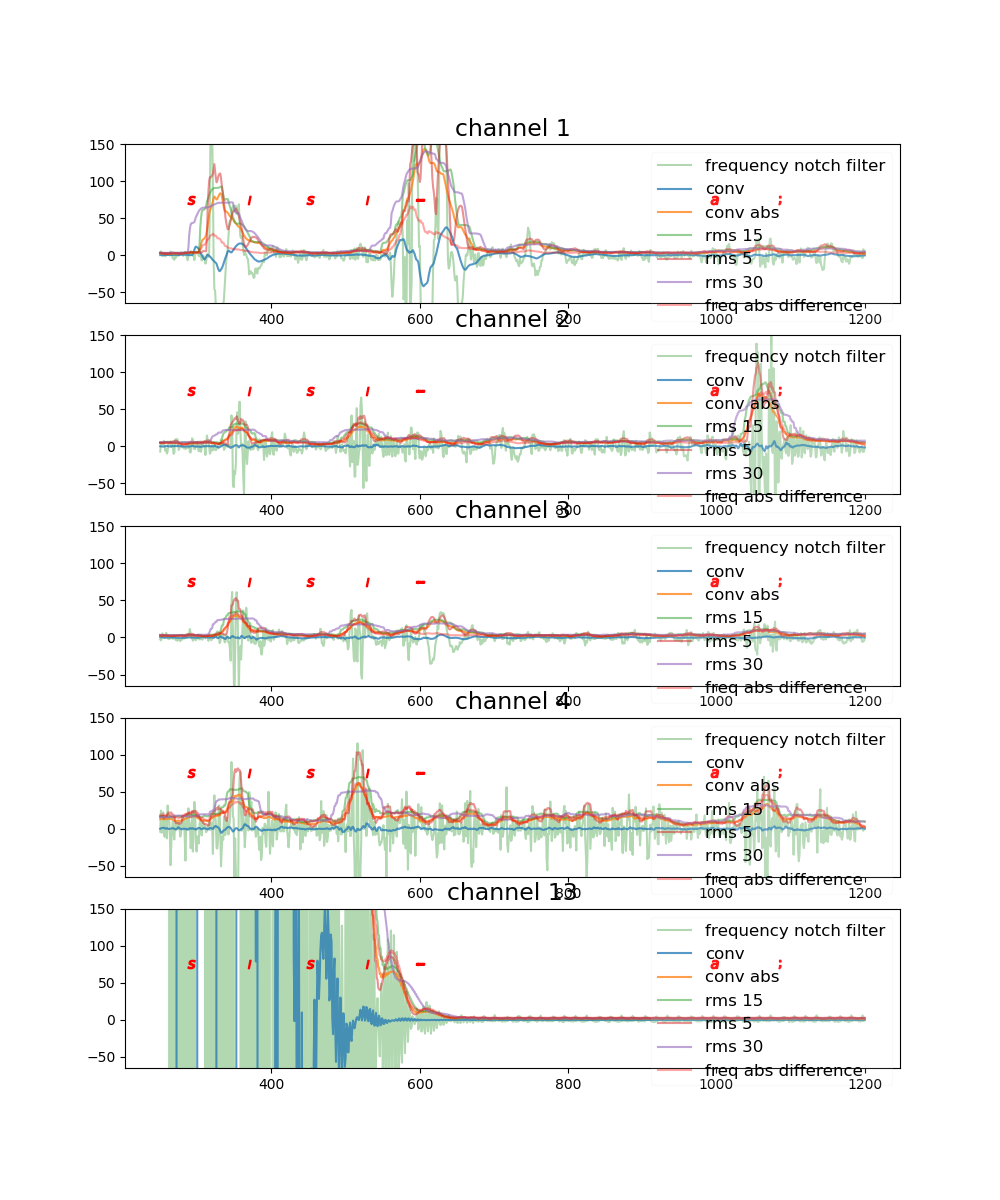 channel 1
150
100
50
0
−50
s
l
s
l
−
a
;
frequency notch filter
conv
conv abs
rms 15
rms 5
rms 30
freq abs difference
400 600 800 1000 1200
channel 2
150
100
50
0
−50
s
l
s
l
−
a
;
frequency notch filter
conv
conv abs
rms 15
rms 5
rms 30
freq abs difference
400 600 800 1000 1200
channel 3
150
100
50
0
−50
s
l
s
l
−
a
;
frequency notch filter
conv
conv abs
rms 15
rms 5
rms 30
freq abs difference
400 600 800 1000 1200
channel 4
150
100
50
0
−50
s
l
s
l
−
a
;
frequency notch filter
conv
conv abs
rms 15
rms 5
rms 30
freq abs difference
400 600 800 1000 1200
channel 13
150
100
50
0
−50
s
l
s
l
−
a
;
frequency notch filter
conv
conv abs
rms 15
rms 5
rms 30
freq abs difference
400 600 800 1000 1200